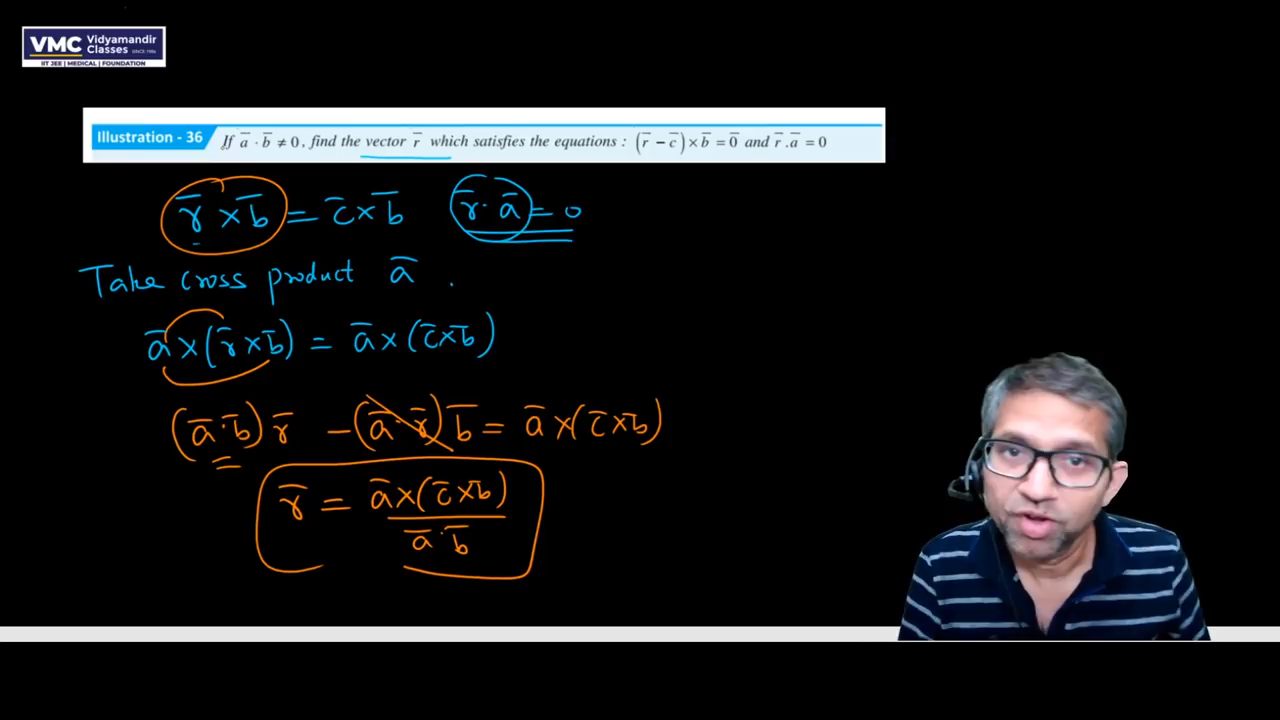 VMC Vidyamandir
Classes SINCE 1986
IIT JEE | MEDICAL | FOUNDATION
Illustration - 36 If a̅ . b̅ ≠ 0, find the vector r̅ which satisfies the equations : (r̅ − c̅) × b̅ = 0̅ and r̅ . a̅ = 0
r̅ × b̅ = c̅ × b̅ r̅ · a̅ = 0
Take cross product a̅ .
a̅ × (r̅ × b̅) = a̅ × (c̅ × b̅)
(a̅ · b̅) r̅ − (a̅ · r̅) b̅ = a̅ × (c̅ × b̅)
r̅ = a̅ × (c̅ × b̅)
a̅ · b̅